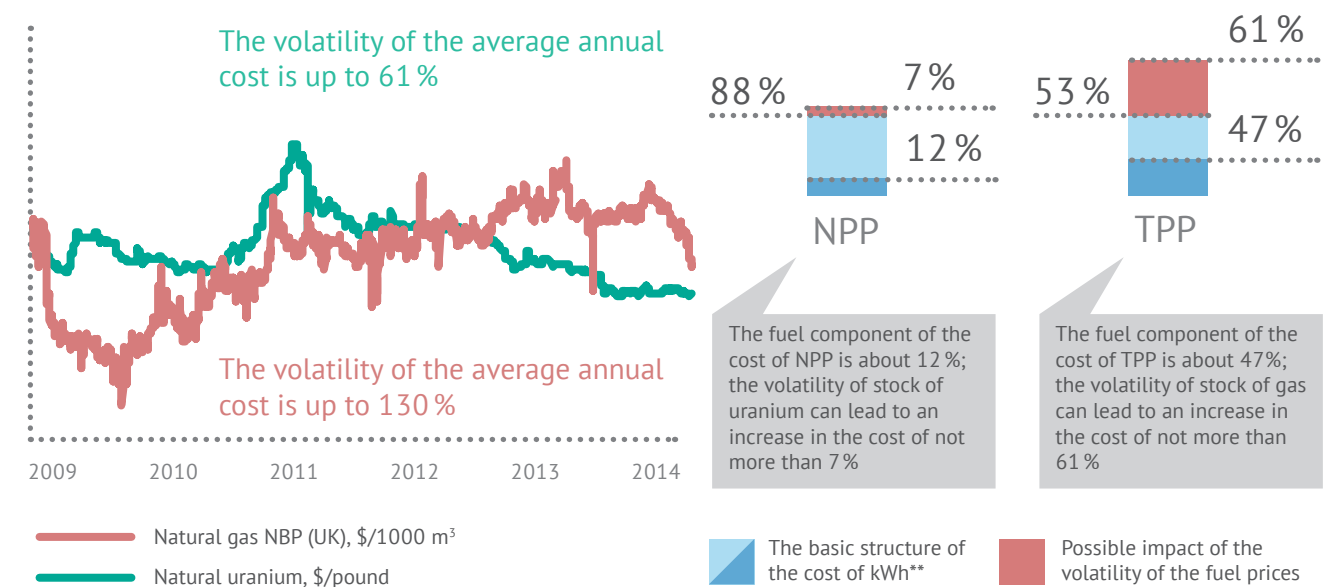 The volatility of the average annual
cost is up to 61 %
The volatility of the average annual
cost is up to 130 %
2009 2010 2011 2012 2013 2014
Natural gas NBP (UK), $/1000 m³
Natural uranium, $/pound
88 %
7 %
12 %
NPP
53 %
61 %
47 %
TPP
The fuel component of the
cost of NPP is about 12 %;
the volatility of stock of
uranium can lead to an
increase in the cost of not
more than 7 %
The fuel component of the
cost of TPP is about 47%;
the volatility of stock of gas
can lead to an increase in
the cost of not more than
61 %
The basic structure of
the cost of kWh**
Possible impact of the
volatility of the fuel prices